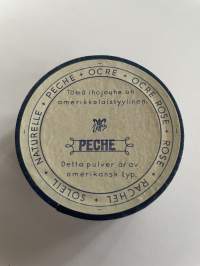 NATURELLE + PECHE + OCRE + OCRE ROSE + ROSE + RACHEL + SOLEIL +
Tämä ihojauhe on
amerikkalaistyylinen.
PECHE
Detta pulver är av
amerikansk typ.